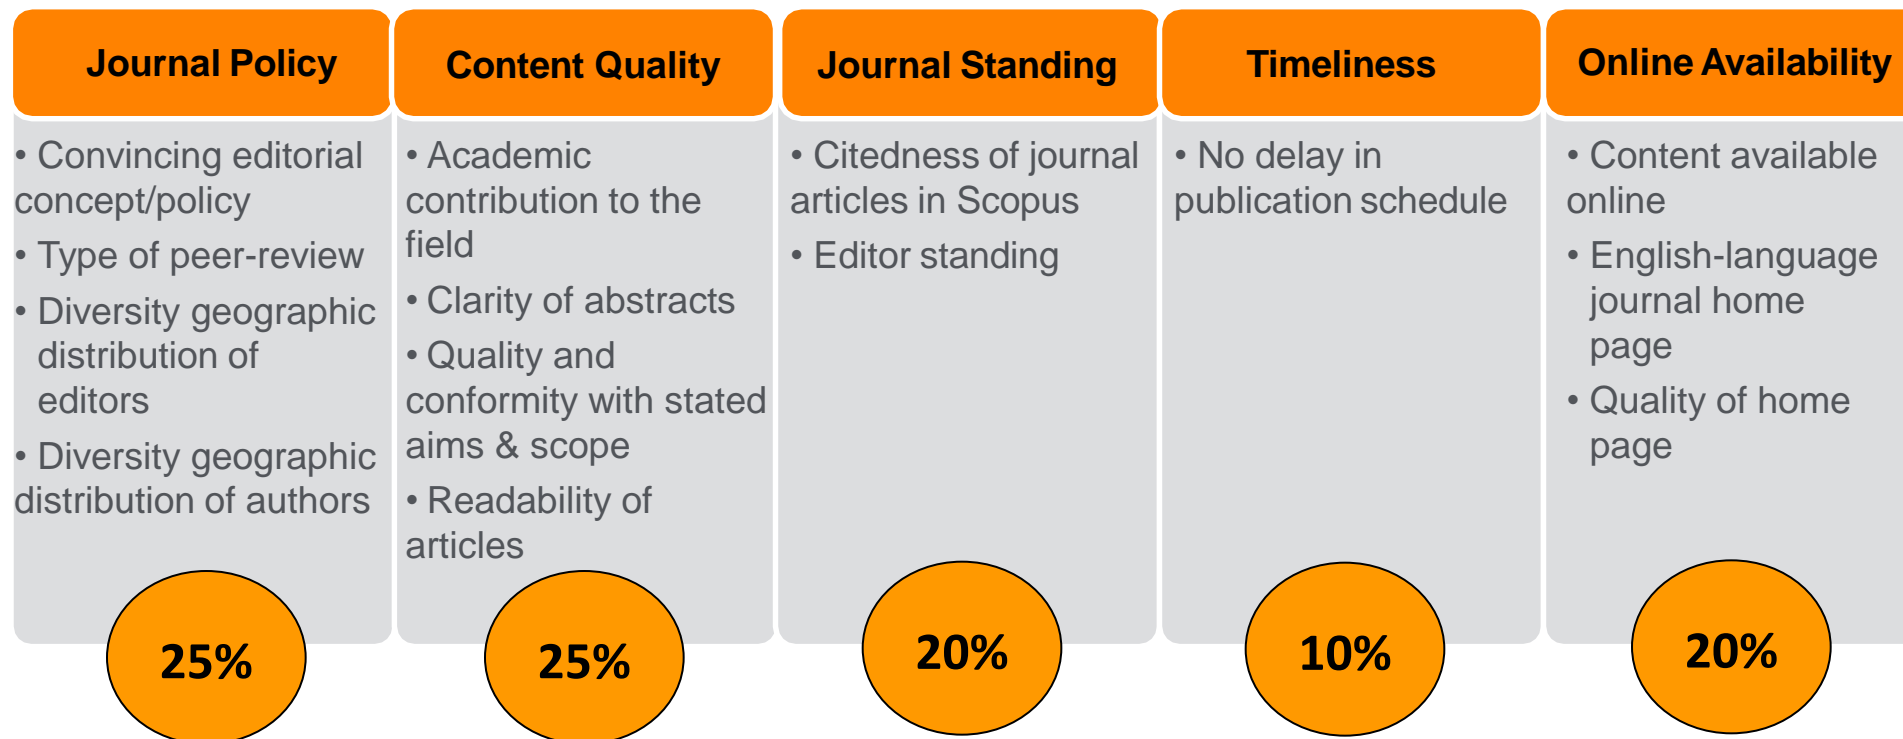 Journal Policy
• Convincing editorial
concept/policy
• Type of peer-review
• Diversity geographic
distribution of
editors
• Diversity geographic
distribution of authors
25%
Content Quality
• Academic
contribution to the
field
• Clarity of abstracts
• Quality and
conformity with stated
aims & scope
• Readability of
articles
25%
Journal Standing
• Citedness of journal
articles in Scopus
• Editor standing
20%
Timeliness
• No delay in
publication schedule
10%
Online Availability
• Content available
online
• English-language
journal home
page
• Quality of home
page
20%